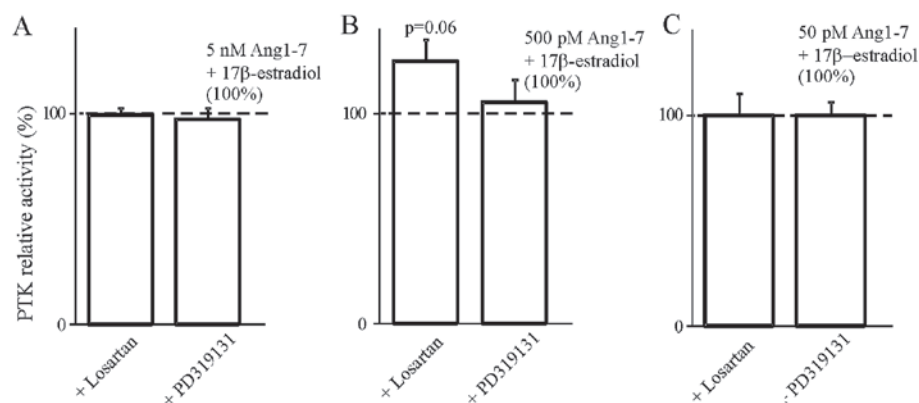 A
5 nM Ang1-7
+ 17β-estradiol
(100%)
PTK relative activity (%)
100
0
+ Losartan
+ PD319131
B
p=0.06
500 pM Ang1-7
+ 17β-estradiol
(100%)
100
0
+ Losartan
+ PD319131
C
50 pM Ang1-7
+ 17β–estradiol
(100%)
100
0
+ Losartan
- PD319131